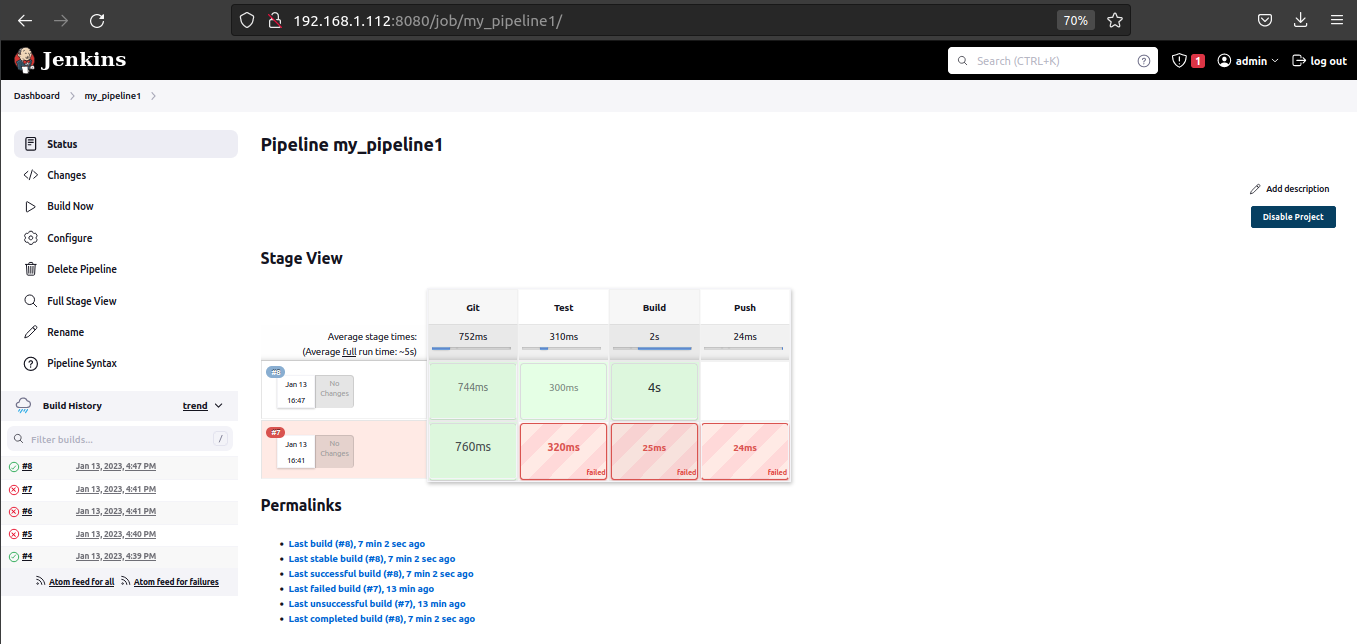 192.168.1.112:8080/job/my_pipeline1/ 70%
Jenkins Search (CTRL+K) ? 1 admin log out
Dashboard my_pipeline1
Status
Changes
Build Now
Configure
Delete Pipeline
Full Stage View
Rename
? Pipeline Syntax
Build History trend
Filter builds... /
#8 Jan 13, 2023, 4:47 PM
#7 Jan 13, 2023, 4:41 PM
#6 Jan 13, 2023, 4:41 PM
#5 Jan 13, 2023, 4:40 PM
#4 Jan 13, 2023, 4:39 PM
Atom feed for all Atom feed for failures
Pipeline my_pipeline1
Add description
Disable Project
Stage View
Git Test Build Push
Average stage times: 752ms 310ms 2s 24ms
(Average full run time: ~5s)
#8
Jan 13 No
16:47 Changes
744ms 300ms 4s
#7
Jan 13 No
16:41 Changes
760ms 320ms 25ms 24ms
failed failed failed
Permalinks
Last build (#8), 7 min 2 sec ago
Last stable build (#8), 7 min 2 sec ago
Last successful build (#8), 7 min 2 sec ago
Last failed build (#7), 13 min ago
Last unsuccessful build (#7), 13 min ago
Last completed build (#8), 7 min 2 sec ago